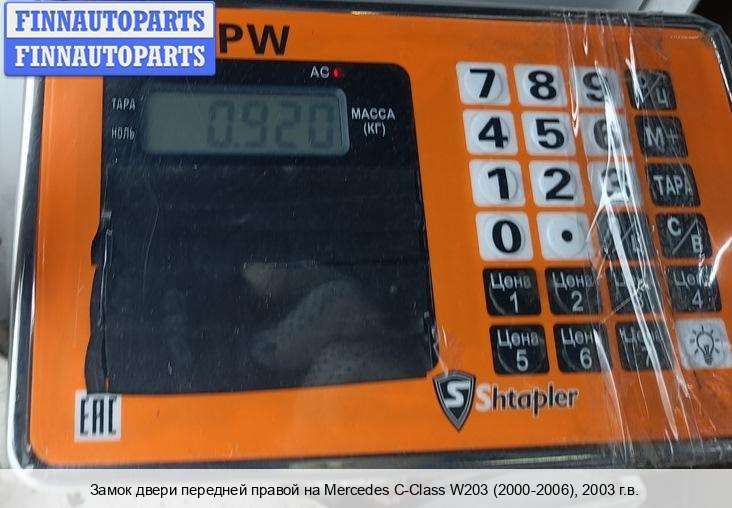 FINNAUTOPARTS
FINNAUTOPARTS
PW
AC
ТАРА
НОЛЬ
0.920
МАССА
(КГ)
7 8 9
4 5 6 М+
1 2 3 ТАРА
0 • С/В
Цена 1 Цена 2 Цена 4
Цена 5 Цена 6
Shtapler
EAC
Замок двери передней правой на Mercedes C-Class W203 (2000-2006), 2003 г.в.